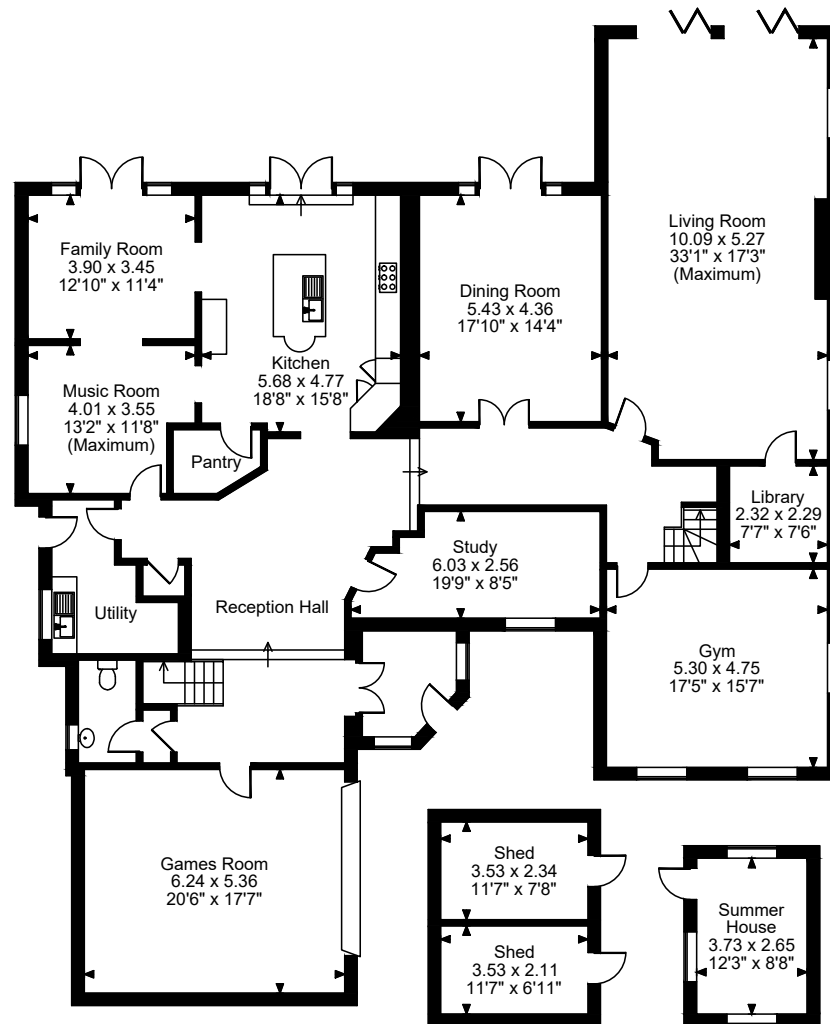 Living Room
10.09 x 5.27
33'1" x 17'3"
(Maximum)
Family Room
3.90 x 3.45
12'10" x 11'4"
Dining Room
5.43 x 4.36
17'10" x 14'4"
Kitchen
5.68 x 4.77
18'8" x 15'8"
Music Room
4.01 x 3.55
13'2" x 11'8"
(Maximum)
Pantry
Library
2.32 x 2.29
7'7" x 7'6"
Study
6.03 x 2.56
19'9" x 8'5"
Utility
Reception Hall
Gym
5.30 x 4.75
17'5" x 15'7"
Games Room
6.24 x 5.36
20'6" x 17'7"
Shed
3.53 x 2.34
11'7" x 7'8"
Shed
3.53 x 2.11
11'7" x 6'11"
Summer
House
3.73 x 2.65
12'3" x 8'8"